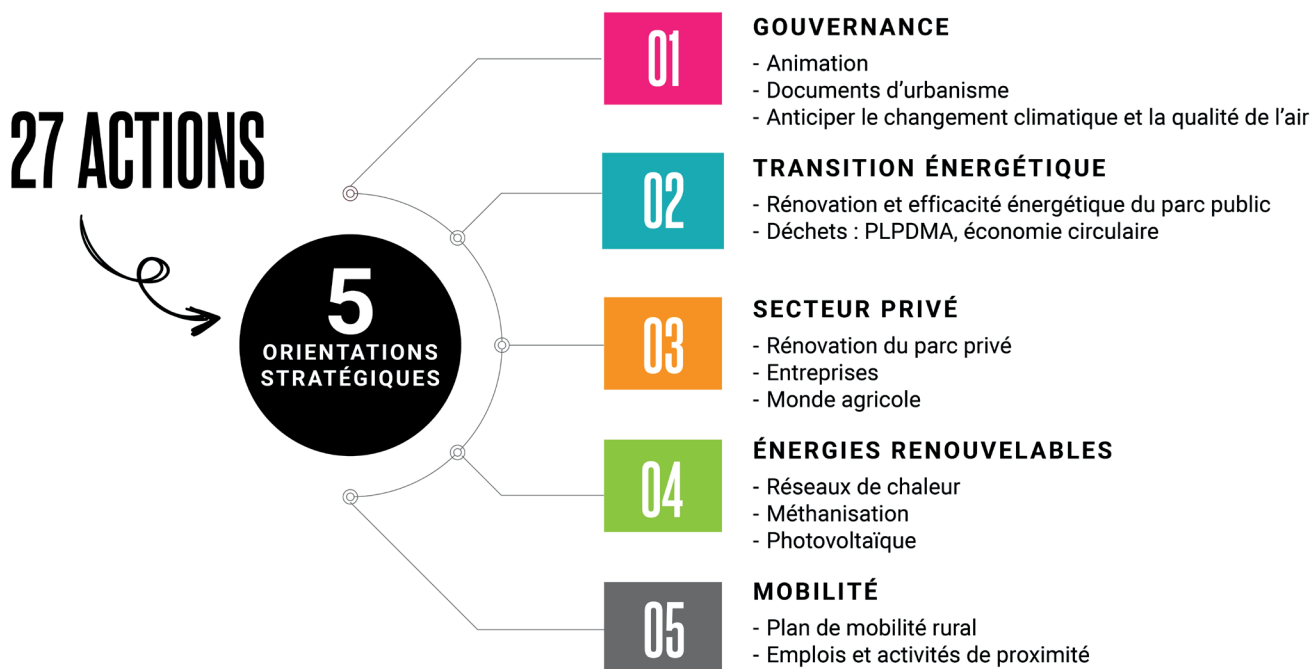 27 ACTIONS
5
ORIENTATIONS
STRATÉGIQUES
01
GOUVERNANCE
- Animation
- Documents d’urbanisme
- Anticiper le changement climatique et la qualité de l’air
02
TRANSITION ÉNERGÉTIQUE
- Rénovation et efficacité énergétique du parc public
- Déchets : PLPDMA, économie circulaire
03
SECTEUR PRIVÉ
- Rénovation du parc privé
- Entreprises
- Monde agricole
04
ÉNERGIES RENOUVELABLES
- Réseaux de chaleur
- Méthanisation
- Photovoltaïque
05
MOBILITÉ
- Plan de mobilité rural
- Emplois et activités de proximité